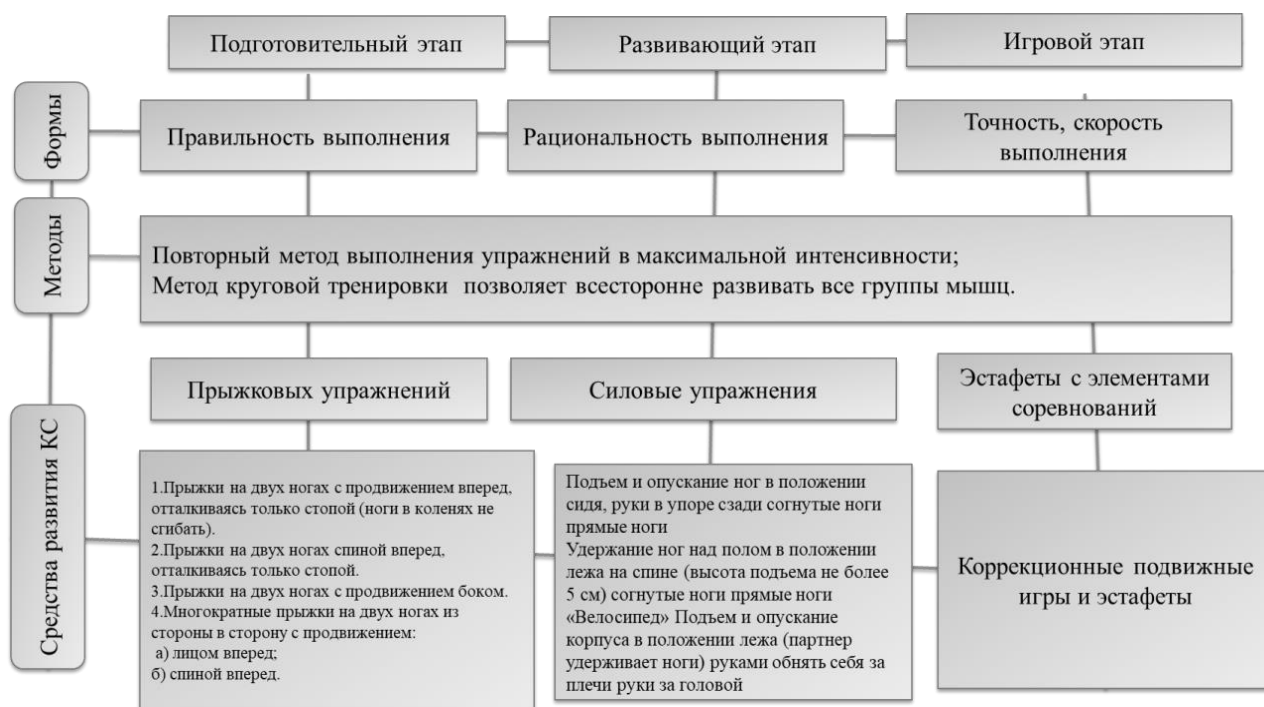 Подготовительный этап
Развивающий этап
Игровой этап
Формы
Правильность выполнения
Рациональность выполнения
Точность, скорость
выполнения
Методы
Повторный метод выполнения упражнений в максимальной интенсивности;
Метод круговой тренировки позволяет всесторонне развивать все группы мышц.
Средства развития КС
Прыжковых упражнений
Силовые упражнения
Эстафеты с элементами
соревнований
1.Прыжки на двух ногах с продвижением вперед,
отталкиваясь только стопой (ноги в коленях не
сгибать).
2.Прыжки на двух ногах спиной вперед,
отталкиваясь только стопой.
3.Прыжки на двух ногах с продвижением боком.
4.Многократные прыжки на двух ногах из
стороны в сторону с продвижением:
а) лицом вперед;
б) спиной вперед.
Подъем и опускание ног в положении
сидя, руки в упоре сзади согнутые ноги
прямые ноги
Удержание ног над полом в положении
лежа на спине (высота подъема не более
5 см) согнутые ноги прямые ноги
«Велосипед» Подъем и опускание
корпуса в положении лежа (партнер
удерживает ноги) руками обнять себя за
плечи руки за головой
Коррекционные подвижные
игры и эстафеты